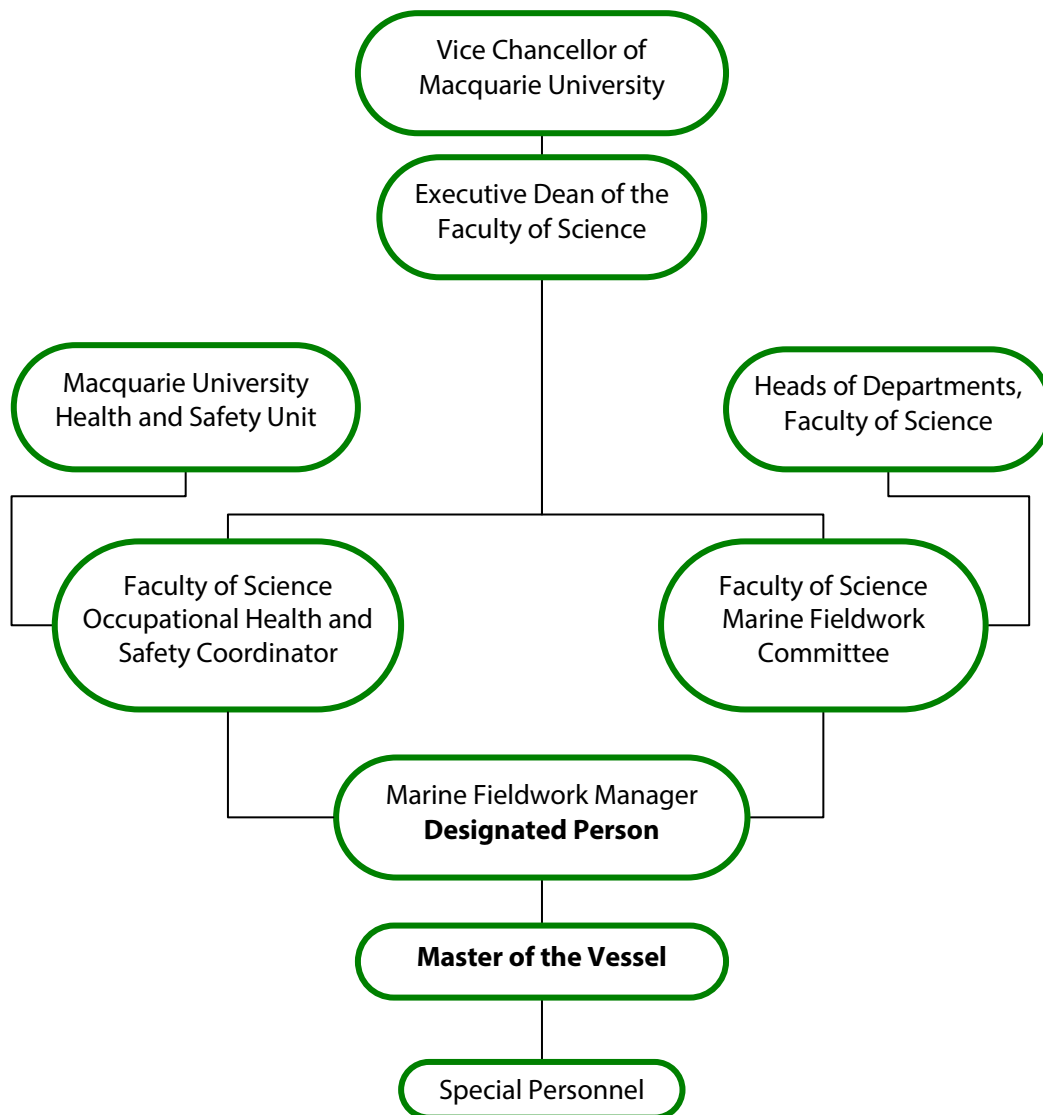 Vice Chancellor of
Macquarie University
Executive Dean of the
Faculty of Science
Macquarie University
Health and Safety Unit
Heads of Departments,
Faculty of Science
Faculty of Science
Occupational Health and
Safety Coordinator
Faculty of Science
Marine Fieldwork
Committee
Marine Fieldwork Manager
Designated Person
Master of the Vessel
Special Personnel